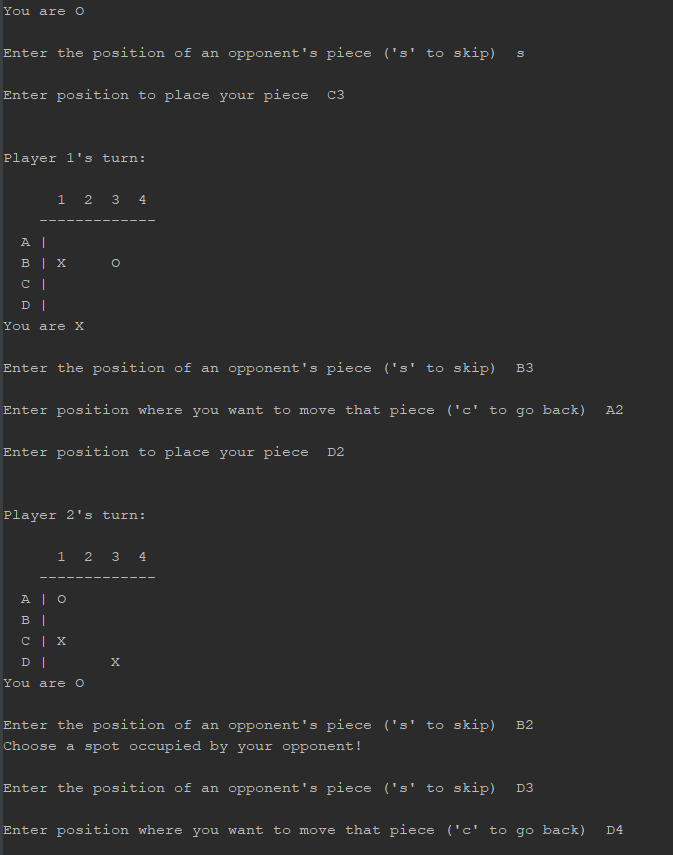 You are O
Enter the position of an opponent's piece ('s' to skip)  s
Enter position to place your piece  C3
Player 1's turn:
1  2  3  4
-------------
A |
B | X     O
C |
D |
You are X
Enter the position of an opponent's piece ('s' to skip)  B3
Enter position where you want to move that piece ('c' to go back)  A2
Enter position to place your piece  D2
Player 2's turn:
1  2  3  4
-------------
A | O
B |
C | X
D |       X
You are O
Enter the position of an opponent's piece ('s' to skip)  B2
Choose a spot occupied by your opponent!
Enter the position of an opponent's piece ('s' to skip)  D3
Enter position where you want to move that piece ('c' to go back)  D4